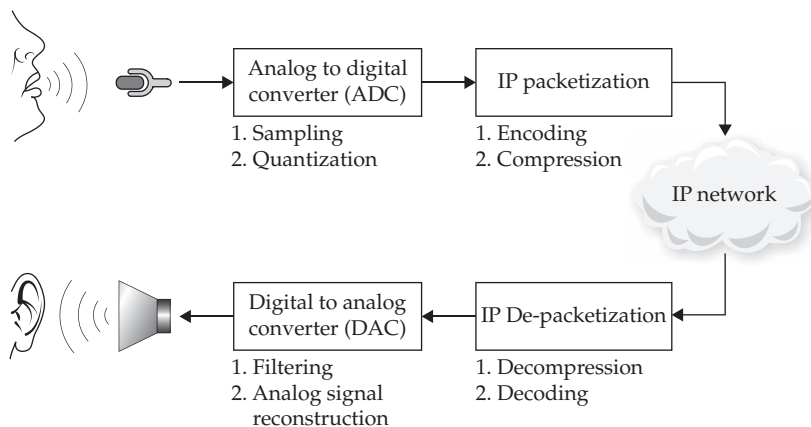 Analog to digital
converter (ADC)
1. Sampling
2. Quantization
IP packetization
1. Encoding
2. Compression
IP network
Digital to analog
converter (DAC)
1. Filtering
2. Analog signal
reconstruction
IP De-packetization
1. Decompression
2. Decoding